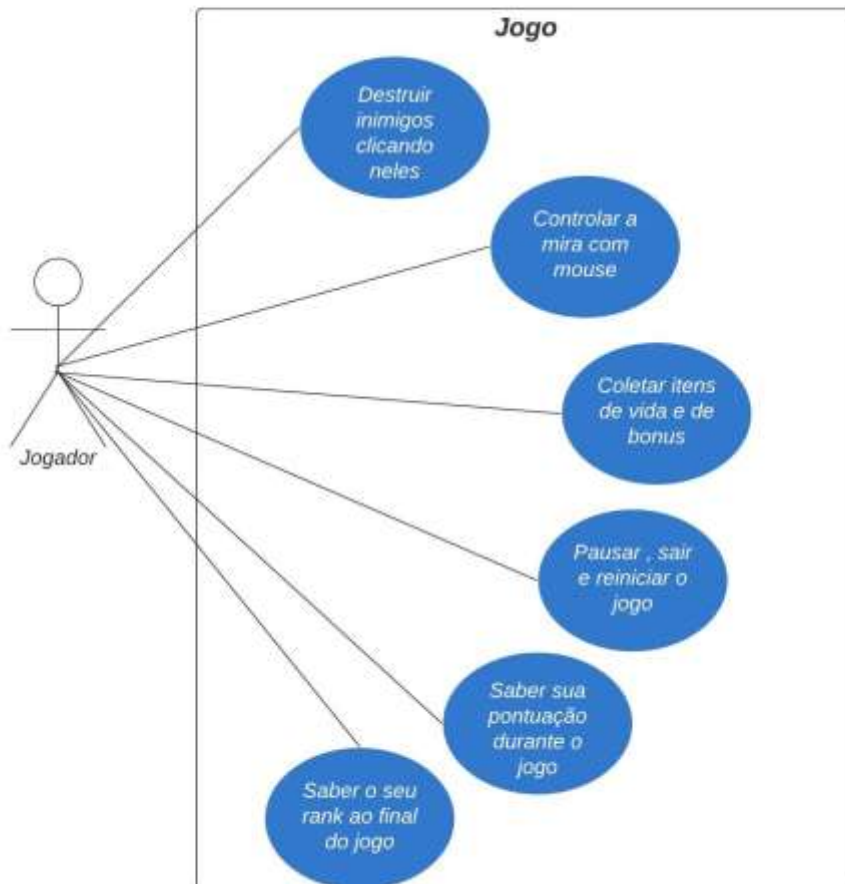 Jogo
Destruir
inimigos
clicando
neles
Controlar a
mira com
mouse
Coletar itens
de vida e de
bonus
Jogador
Pausar , sair
e reiniciar o
jogo
Saber sua
pontuação
durante o
jogo
Saber o seu
rank ao final
do jogo